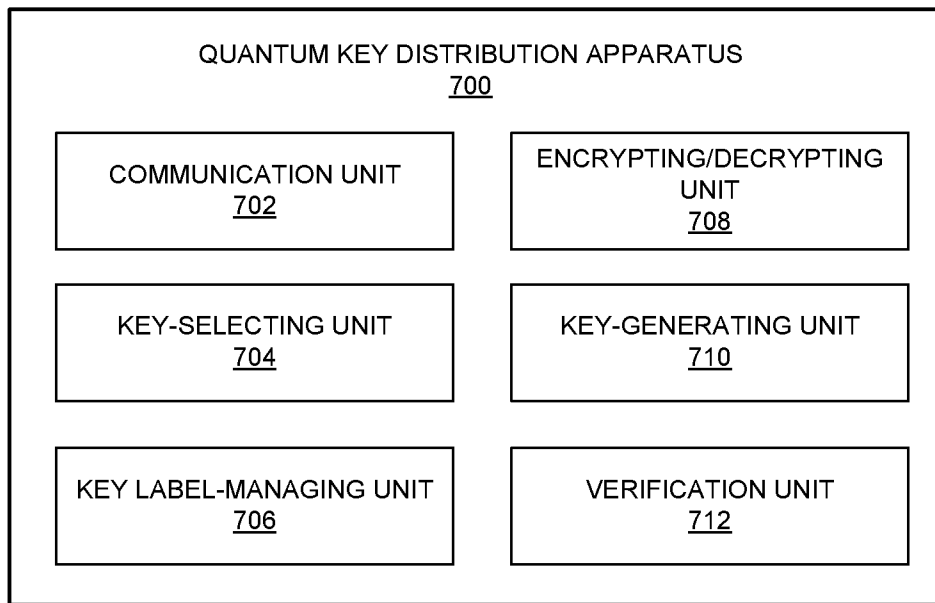 QUANTUM KEY DISTRIBUTION APPARATUS
700
COMMUNICATION UNIT
702
ENCRYPTING/DECRYPTING
UNIT
708
KEY-SELECTING UNIT
704
KEY-GENERATING UNIT
710
KEY LABEL-MANAGING UNIT
706
VERIFICATION UNIT
712